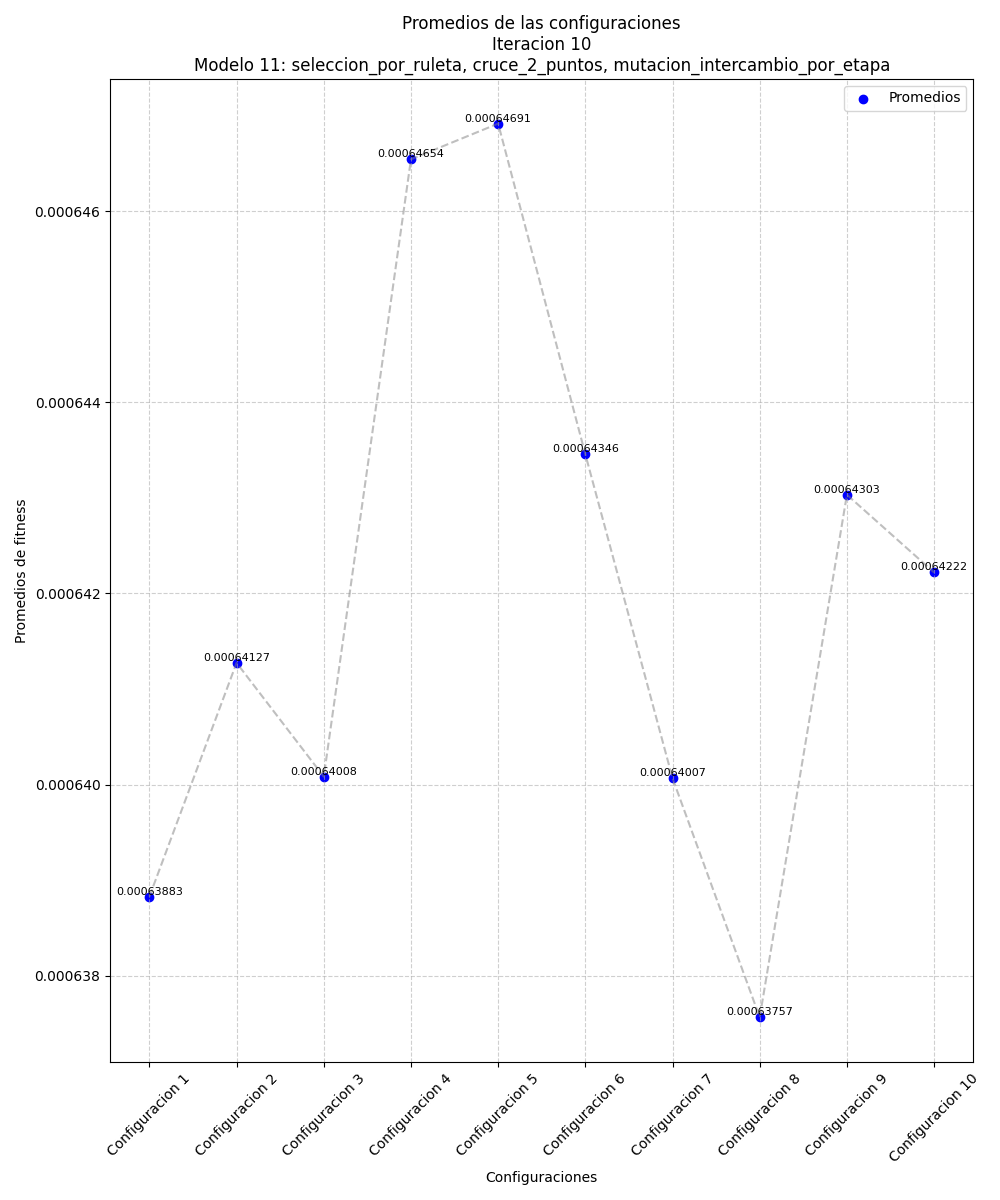 Promedios de las configuraciones
Iteracion 10
Modelo 11: seleccion_por_ruleta, cruce_2_puntos, mutacion_intercambio_por_etapa
Promedios
0.00064691
0.00064654
0.000646
0.000644
0.00064346
0.00064303
0.00064222
0.000642
0.00064127
0.00064008
0.00064007
0.000640
0.00063883
0.000638
0.00063757
Promedios de fitness
Configuracion 1
Configuracion 2
Configuracion 3
Configuracion 4
Configuracion 5
Configuracion 6
Configuracion 7
Configuracion 8
Configuracion 9
Configuracion 10
Configuraciones